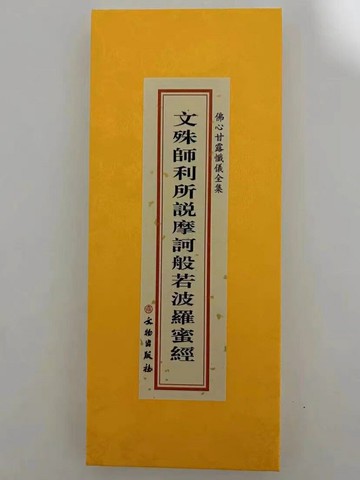 佛心甘露懺儀全集
文殊師利所説摩訶般若波羅蜜經
文物出版社